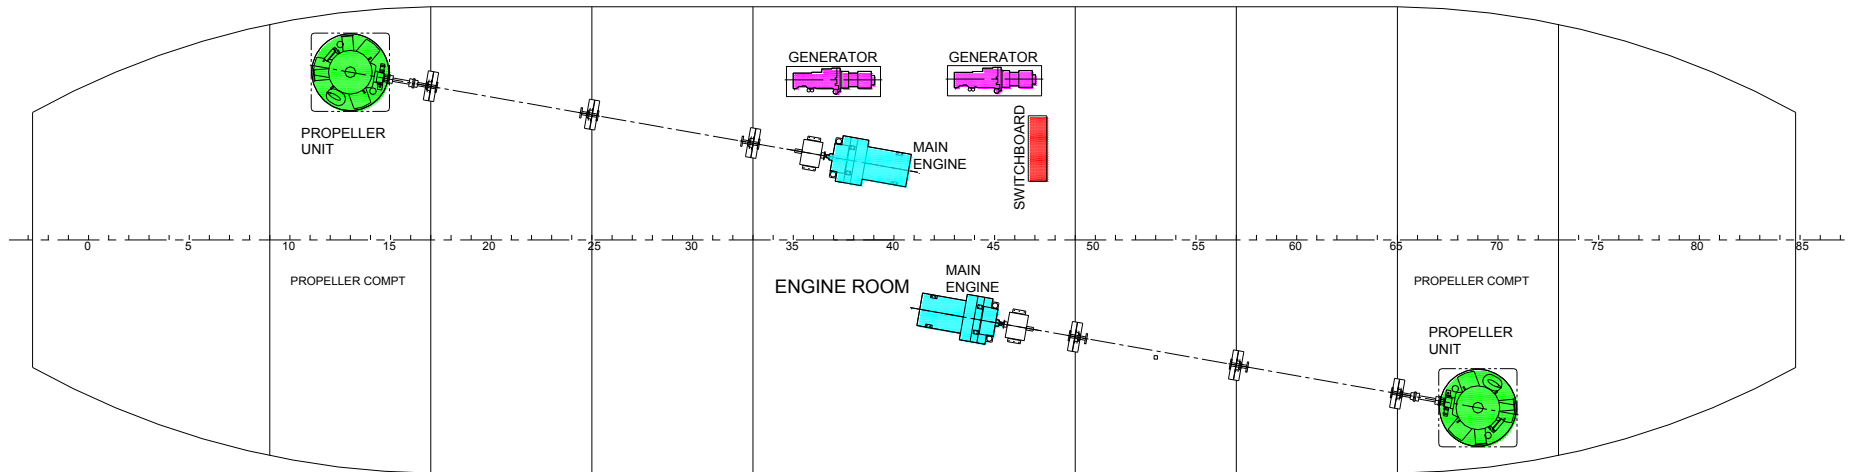 GENERATOR
GENERATOR
PROPELLER
UNIT
MAIN
ENGINE
SWITCHBOARD
0 5 10 15 20 25 30 35 40 45 50 55 60 65 70 75 80 85
PROPELLER COMPT
ENGINE ROOM
MAIN
ENGINE
PROPELLER COMPT
PROPELLER
UNIT